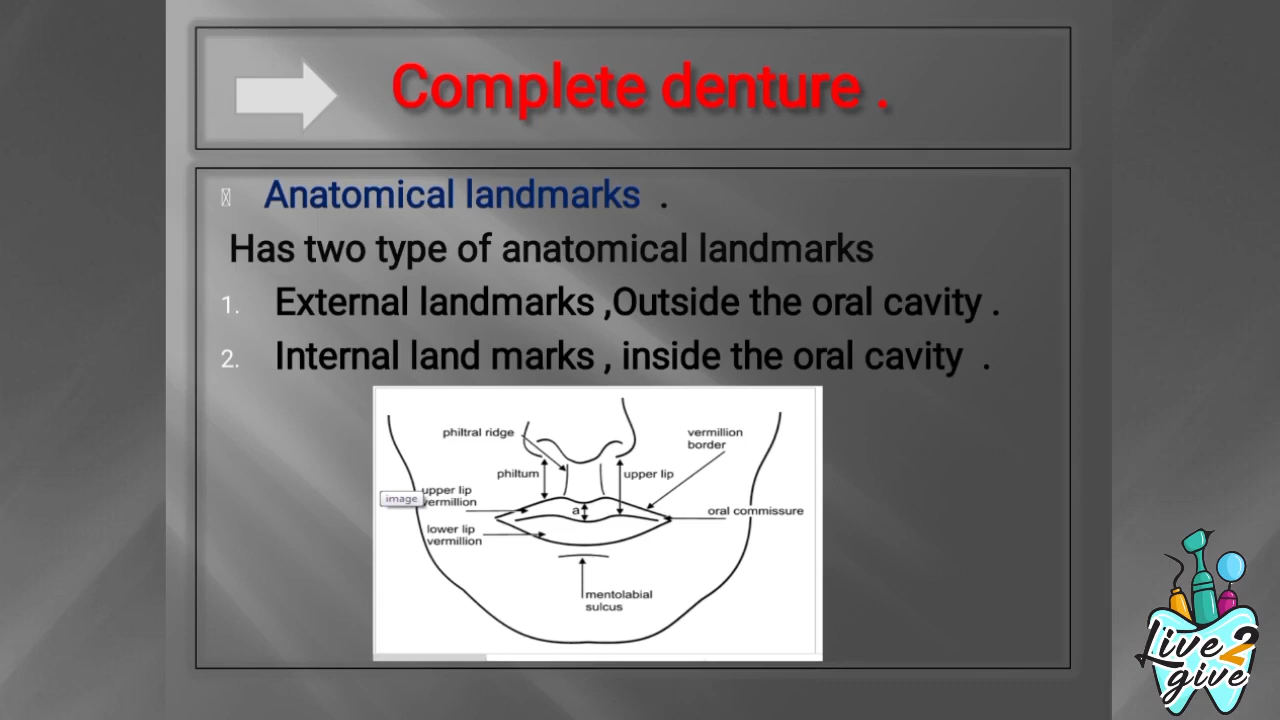 Complete denture .
Anatomical landmarks .
Has two type of anatomical landmarks
1. External landmarks ,Outside the oral cavity .
2. Internal land marks , inside the oral cavity .
philtral ridge
vermillion
border
philtum
upper lip
upper lip
vermillion
image
a
oral commissure
lower lip
vermillion
mentolabial
sulcus
Live 2
give